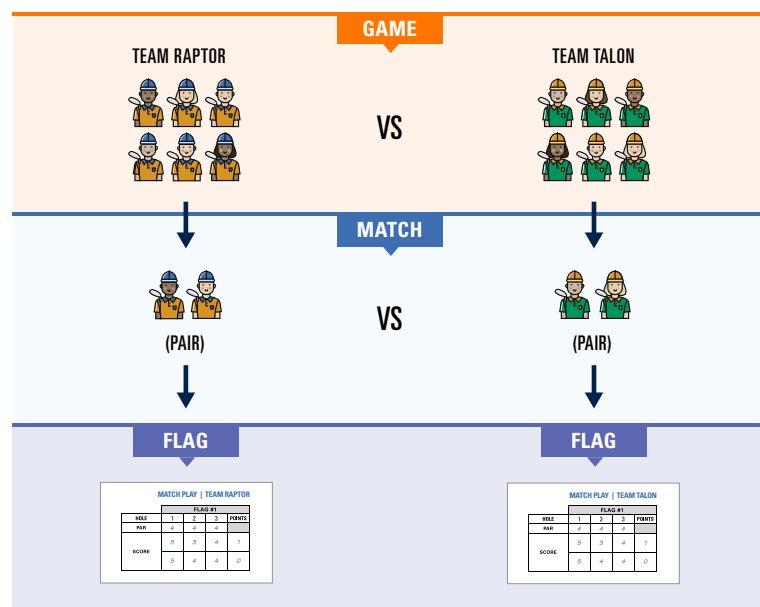 GAME
TEAM RAPTOR
TEAM TALON
VS
MATCH
VS
(PAIR)
(PAIR)
FLAG
FLAG
MATCH PLAY | TEAM RAPTOR
FLAG #1
HOLE 1 2 3 POINTS
PAR 4 4 4
SCORE
5 3 4 1
5 4 4 0
MATCH PLAY | TEAM TALON
FLAG #1
HOLE 1 2 3 POINTS
PAR 4 4 4
SCORE
5 3 4 1
5 4 4 0